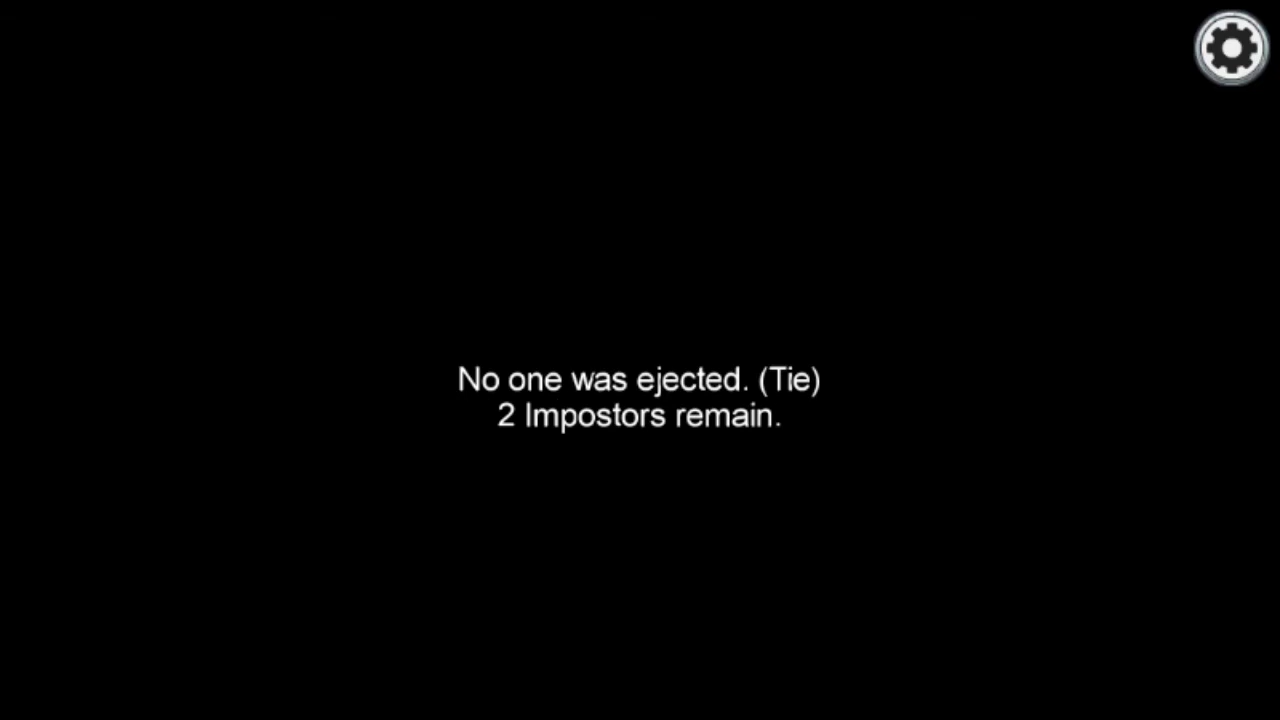 No one was ejected. (Tie)
2 Impostors remain.